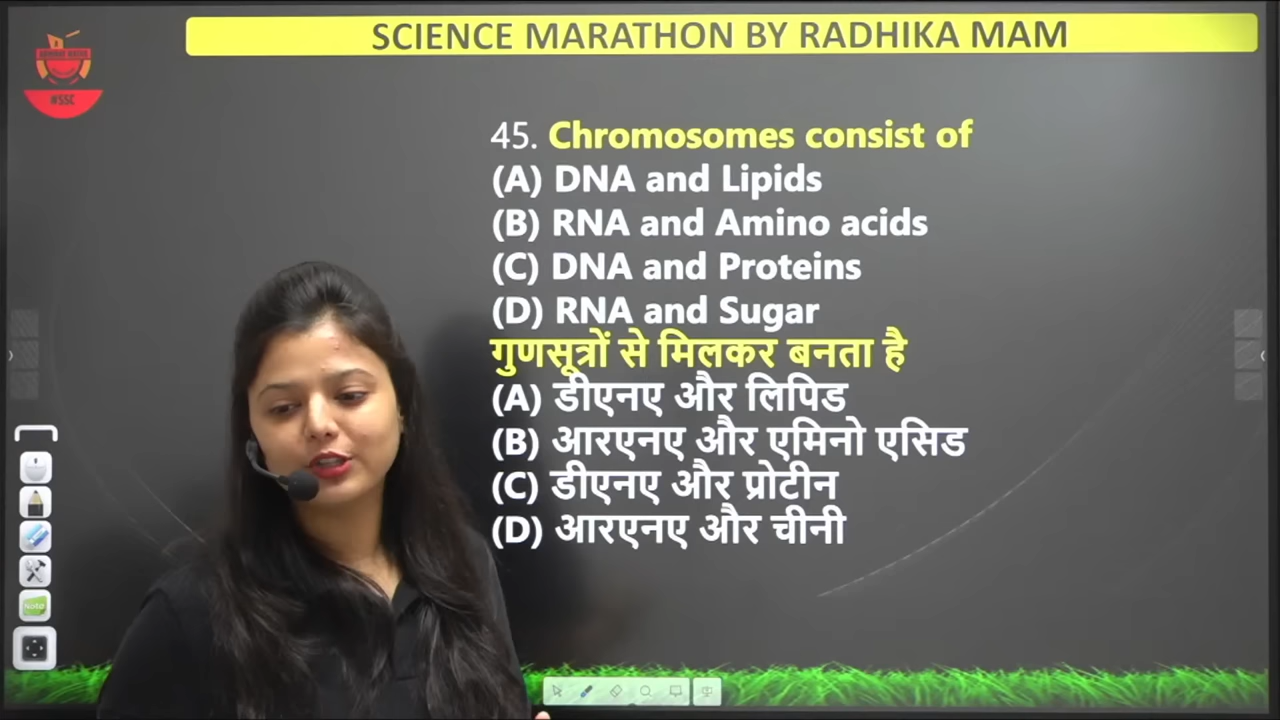 SCIENCE MARATHON BY RADHIKA MAM
#SSC
45. Chromosomes consist of
(A) DNA and Lipids
(B) RNA and Amino acids
(C) DNA and Proteins
(D) RNA and Sugar
गुणसूत्रों से मिलकर बनता है
(A) डीएनए और लिपिड
(B) आरएनए और एमिनो एसिड
(C) डीएनए और प्रोटीन
(D) आरएनए और चीनी
Note